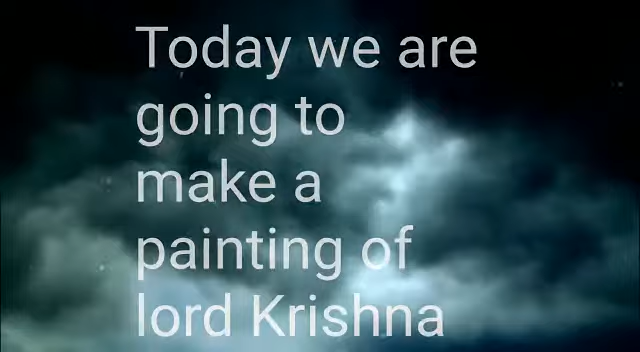 Today we are
going to
make a
painting of
lord Krishna